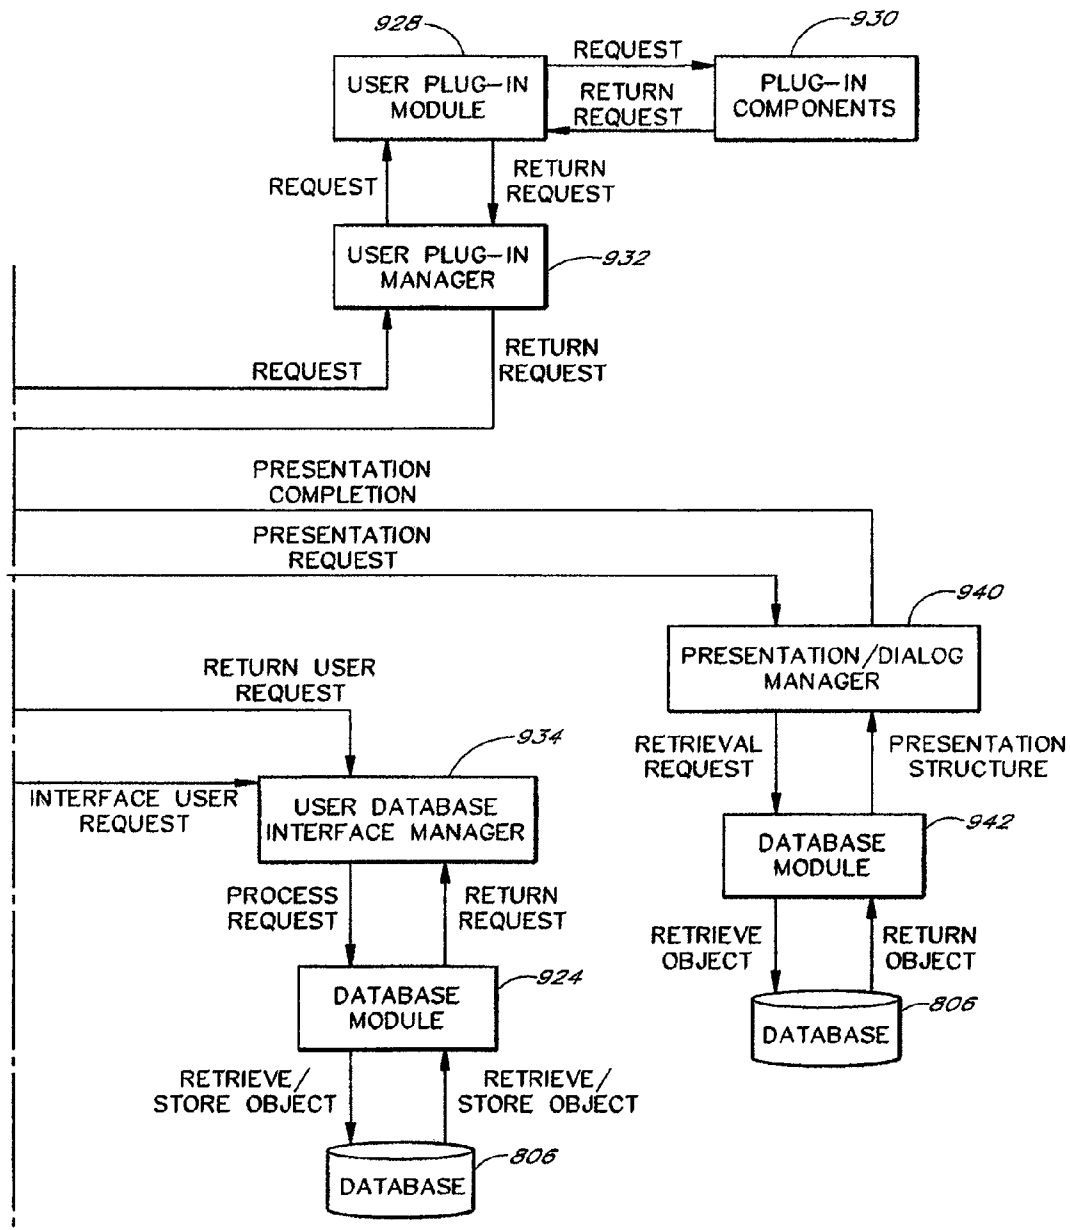 928
930
USER PLUG-IN
MODULE
REQUEST
RETURN
REQUEST
PLUG-IN
COMPONENTS
REQUEST
RETURN
REQUEST
USER PLUG-IN
MANAGER
932
REQUEST
RETURN
REQUEST
PRESENTATION
COMPLETION
PRESENTATION
REQUEST
940
PRESENTATION/DIALOG
MANAGER
RETURN USER
REQUEST
934
RETRIEVAL
REQUEST
PRESENTATION
STRUCTURE
INTERFACE USER
REQUEST
USER DATABASE
INTERFACE MANAGER
942
DATABASE
MODULE
PROCESS
REQUEST
RETURN
REQUEST
RETRIEVE
OBJECT
RETURN
OBJECT
924
DATABASE
MODULE
806
DATABASE
RETRIEVE/
STORE OBJECT
RETRIEVE/
STORE OBJECT
806
DATABASE